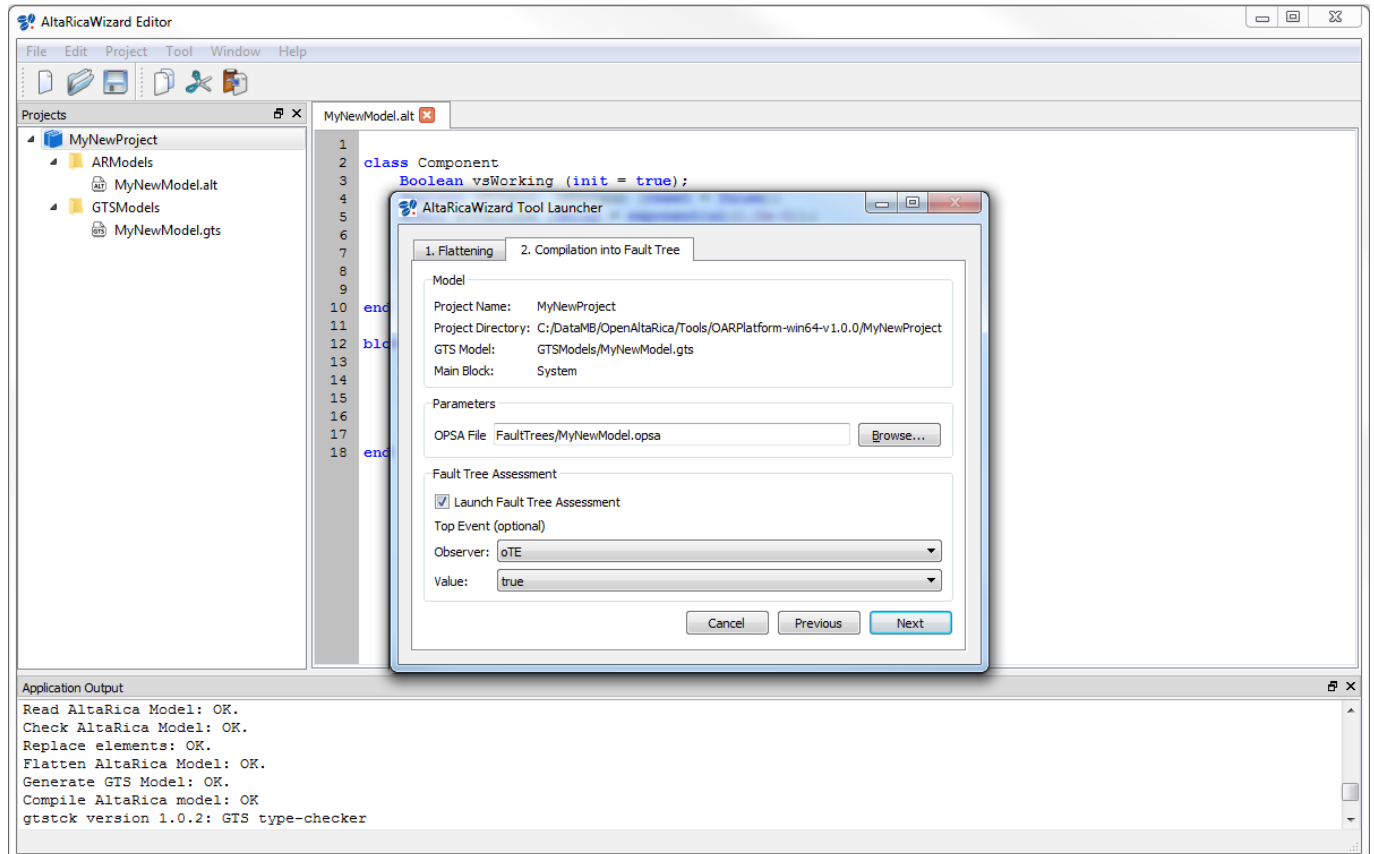 AltaRicaWizard Editor
File Edit Project Tool Window Help
Projects
MyNewProject
ARModels
ALT MyNewModel.alt
GTSModels
GTS MyNewModel.gts
MyNewModel.alt
1
2 class Component
3 Boolean vsWorking (init = true);
4
5
6
7
8
9
10 end
11
12 blo
13
14
15
16
17
18 end
AltaRicaWizard Tool Launcher
1. Flattening 2. Compilation into Fault Tree
Model
Project Name: MyNewProject
Project Directory: C:/DataMB/OpenAltaRica/Tools/OARPlatform-win64-v1.0.0/MyNewProject
GTS Model: GTSModels/MyNewModel.gts
Main Block: System
Parameters
OPSA File FaultTrees/MyNewModel.opsa Browse...
Fault Tree Assessment
Launch Fault Tree Assessment
Top Event (optional)
Observer: oTE
Value: true
Cancel Previous Next
Application Output
Read AltaRica Model: OK.
Check AltaRica Model: OK.
Replace elements: OK.
Flatten AltaRica Model: OK.
Generate GTS Model: OK.
Compile AltaRica model: OK
gtstck version 1.0.2: GTS type-checker